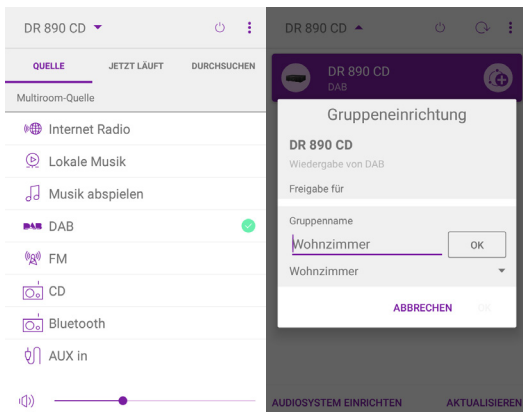 DR 890 CD
QUELLE JETZT LÄUFT DURCHSUCHEN
Multiroom-Quelle
Internet Radio
Lokale Musik
Musik abspielen
DAB DAB
FM
CD
Bluetooth
AUX in
DR 890 CD
DR 890 CD
DAB
Gruppeneinrichtung
DR 890 CD
Wiedergabe von DAB
Freigabe für
Gruppenname
Wohnzimmer OK
Wohnzimmer
ABBRECHEN OK
AUDIOSYSTEM EINRICHTEN AKTUALISIEREN